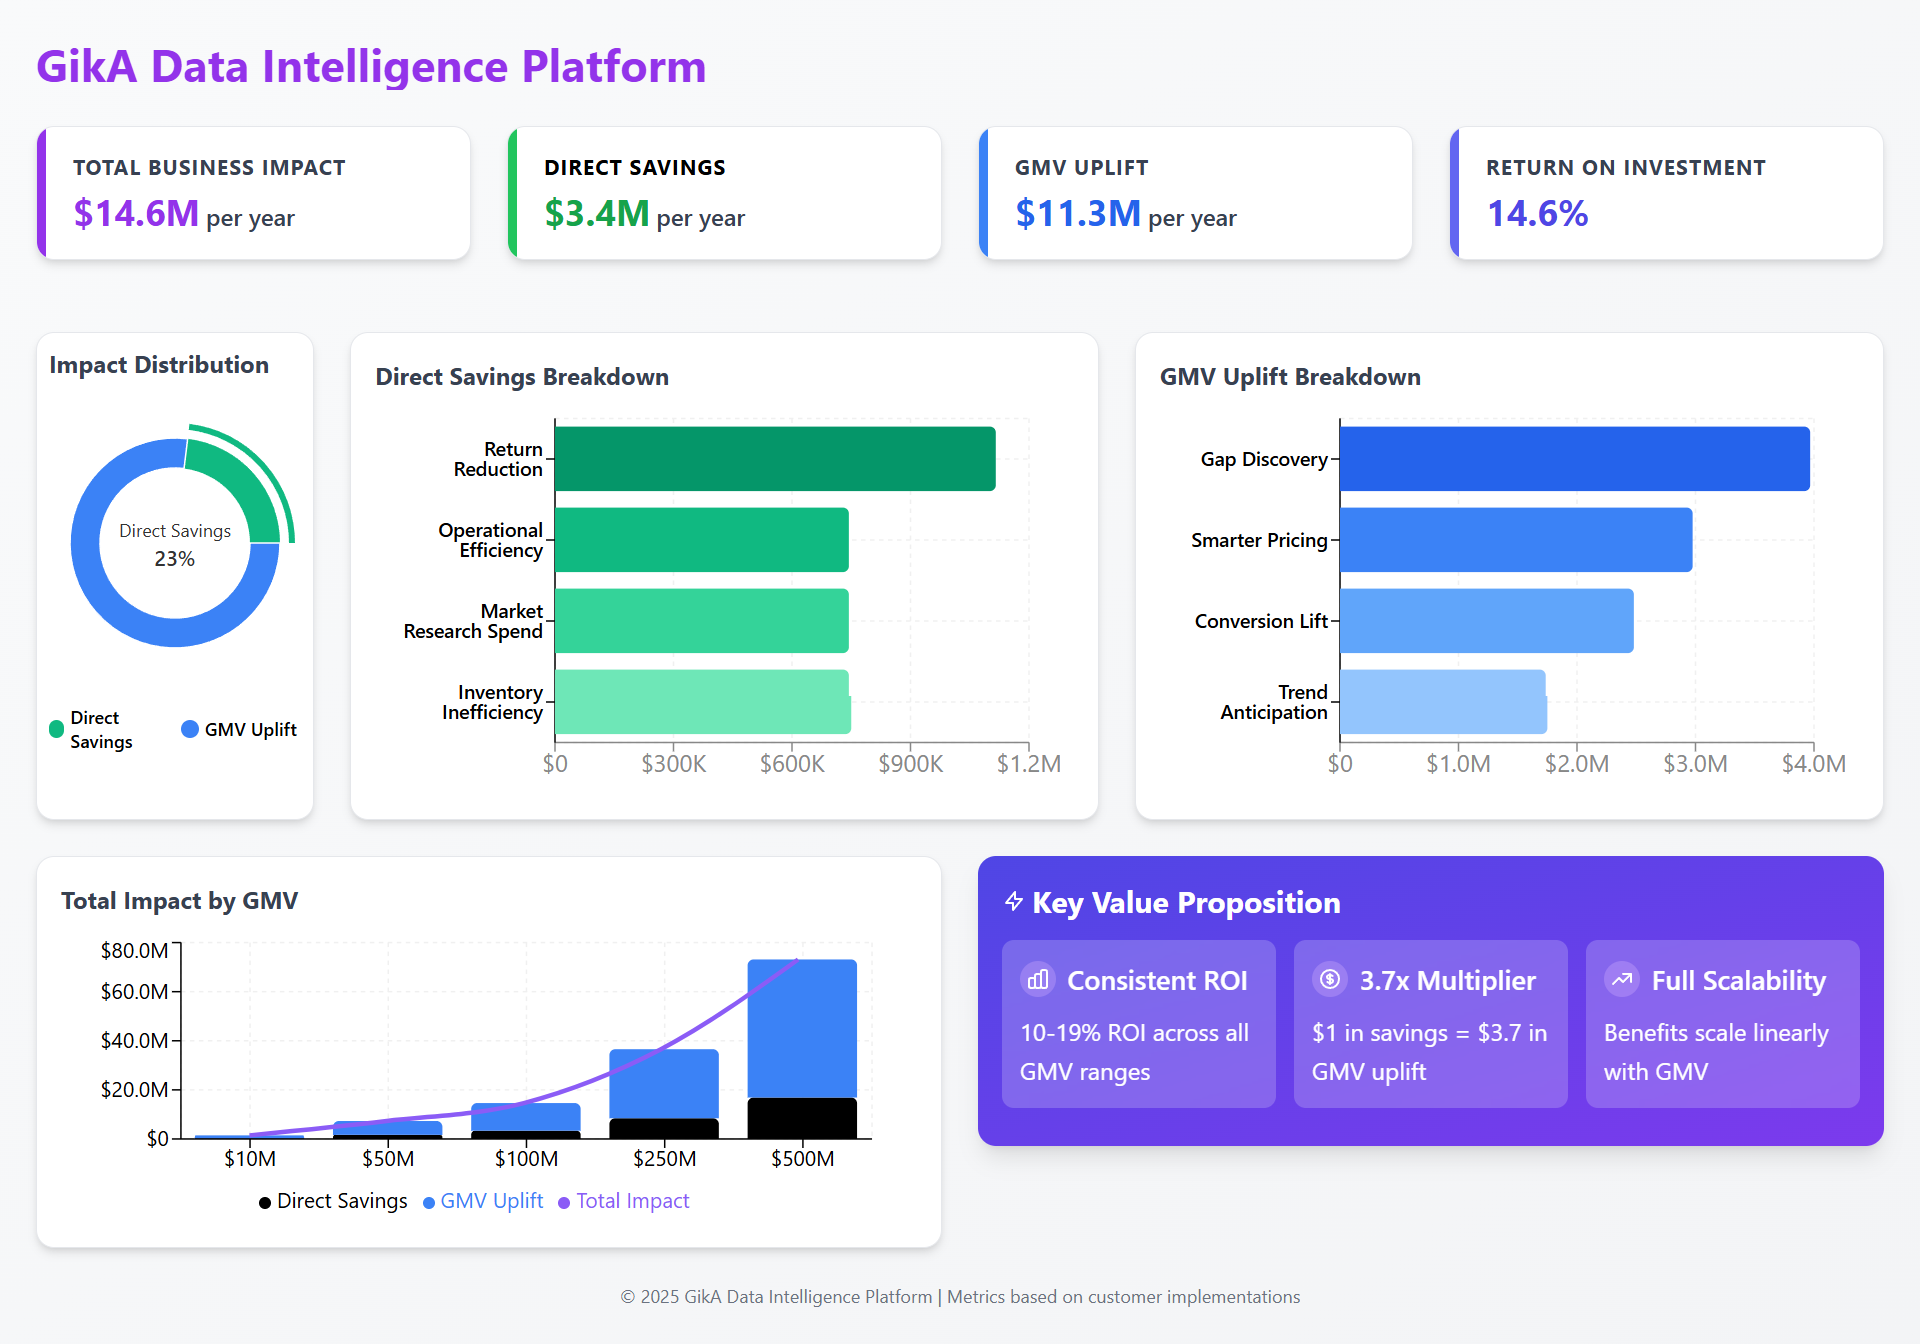 GikA Data Intelligence Platform
TOTAL BUSINESS IMPACT
$14.6M per year
DIRECT SAVINGS
$3.4M per year
GMV UPLIFT
$11.3M per year
RETURN ON INVESTMENT
14.6%
Impact Distribution
Direct Savings
23%
Direct
Savings
GMV Uplift
Direct Savings Breakdown
Return
Reduction
Operational
Efficiency
Market
Research Spend
Inventory
Inefficiency
$0 $300K $600K $900K $1.2M
GMV Uplift Breakdown
Gap Discovery
Smarter Pricing
Conversion Lift
Trend
Anticipation
$0 $1.0M $2.0M $3.0M $4.0M
Total Impact by GMV
$80.0M
$60.0M
$40.0M
$20.0M
$0
$10M $50M $100M $250M $500M
Direct Savings GMV Uplift Total Impact
Key Value Proposition
Consistent ROI
10-19% ROI across all
GMV ranges
3.7x Multiplier
$1 in savings = $3.7 in
GMV uplift
Full Scalability
Benefits scale linearly
with GMV
© 2025 GikA Data Intelligence Platform | Metrics based on customer implementations